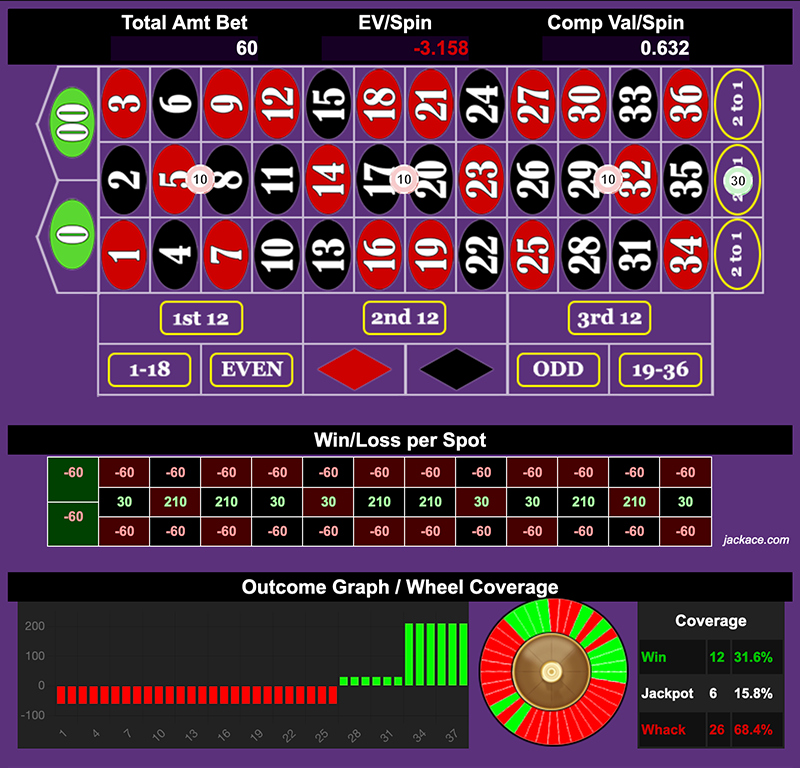 Total Amt Bet EV/Spin Comp Val/Spin
60 -3.158 0.632
00 3 6 9 12 15 18 21 24 27 30 33 36 2 to 1
2 5 10 8 11 14 17 10 20 23 26 29 10 32 35 30
0 1 4 7 10 13 16 19 22 25 28 31 34 2 to 1
1st 12 2nd 12 3rd 12
1-18 EVEN ODD 19-36
Win/Loss per Spot
-60 -60 -60 -60 -60 -60 -60 -60 -60 -60 -60 -60 -60
30 210 210 30 30 210 210 30 30 210 210 30
-60 -60 -60 -60 -60 -60 -60 -60 -60 -60 -60 -60 -60
jackace.com
Outcome Graph / Wheel Coverage
200
100
0
-100
1 4 7 10 13 16 19 22 25 28 31 34 37
Coverage
Win 12 31.6%
Jackpot 6 15.8%
Whack 26 68.4%